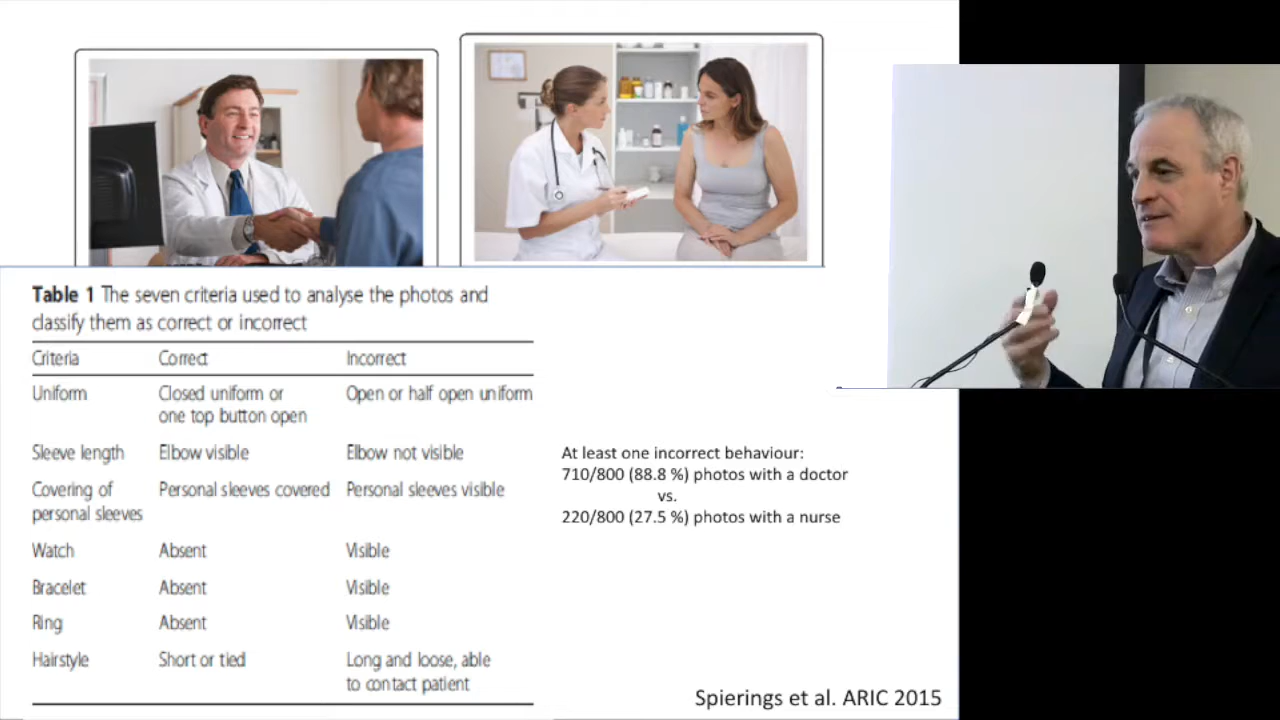 Table 1 The seven criteria used to analyse the photos and
classify them as correct or incorrect
Criteria Correct Incorrect
Uniform Closed uniform or Open or half open uniform
one top button open
Sleeve length Elbow visible Elbow not visible
Covering of Personal sleeves covered Personal sleeves visible
personal sleeves
Watch Absent Visible
Bracelet Absent Visible
Ring Absent Visible
Hairstyle Short or tied Long and loose, able
to contact patient
At least one incorrect behaviour:
710/800 (88.8 %) photos with a doctor
vs.
220/800 (27.5 %) photos with a nurse
Spierings et al. ARIC 2015